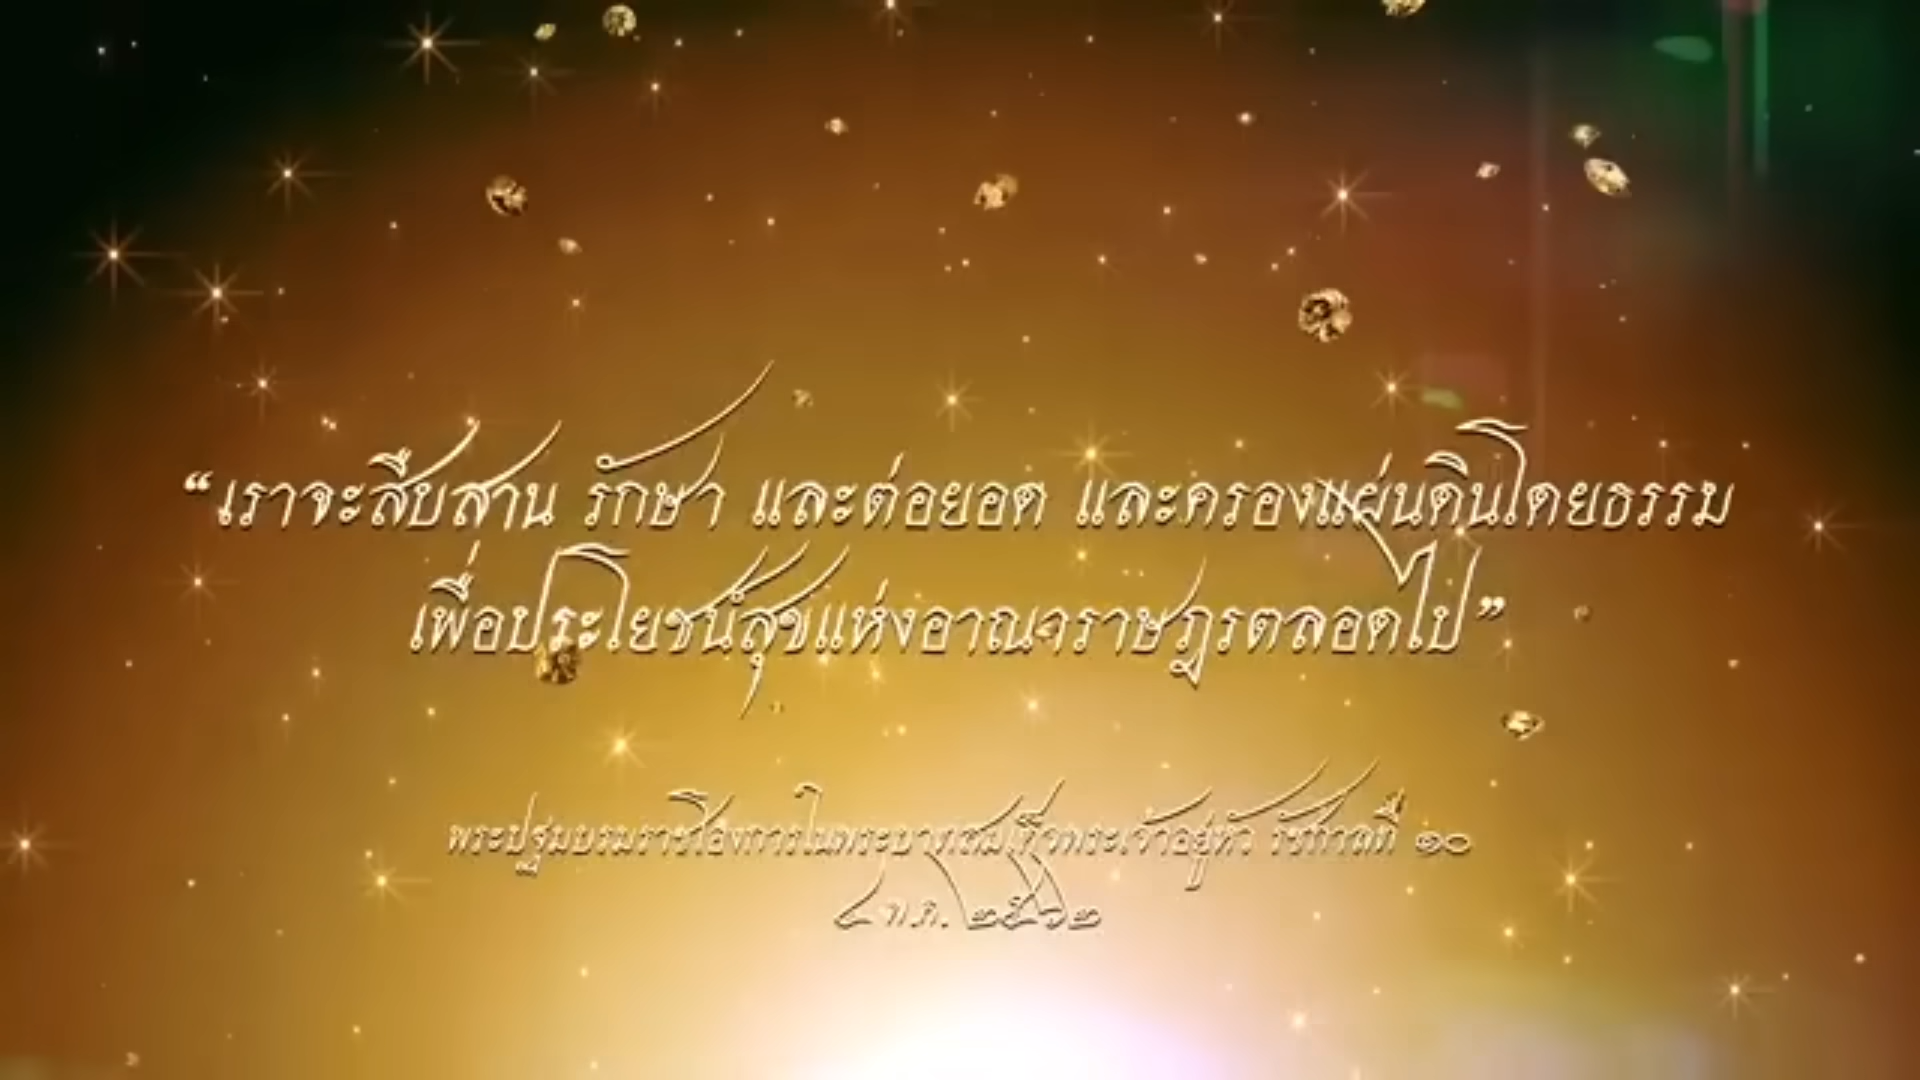 “เราจะสืบสาน รักษา และต่อยอด และครองแผ่นดินโดยธรรม
เพื่อประโยชน์สุขแห่งอาณาราษฎรตลอดไป”
พระปฐมบรมราชโองการในพระบาทสมเด็จพระเจ้าอยู่หัว รัชกาลที่ ๑๐
๔ พ.ค. ๒๕๖๒